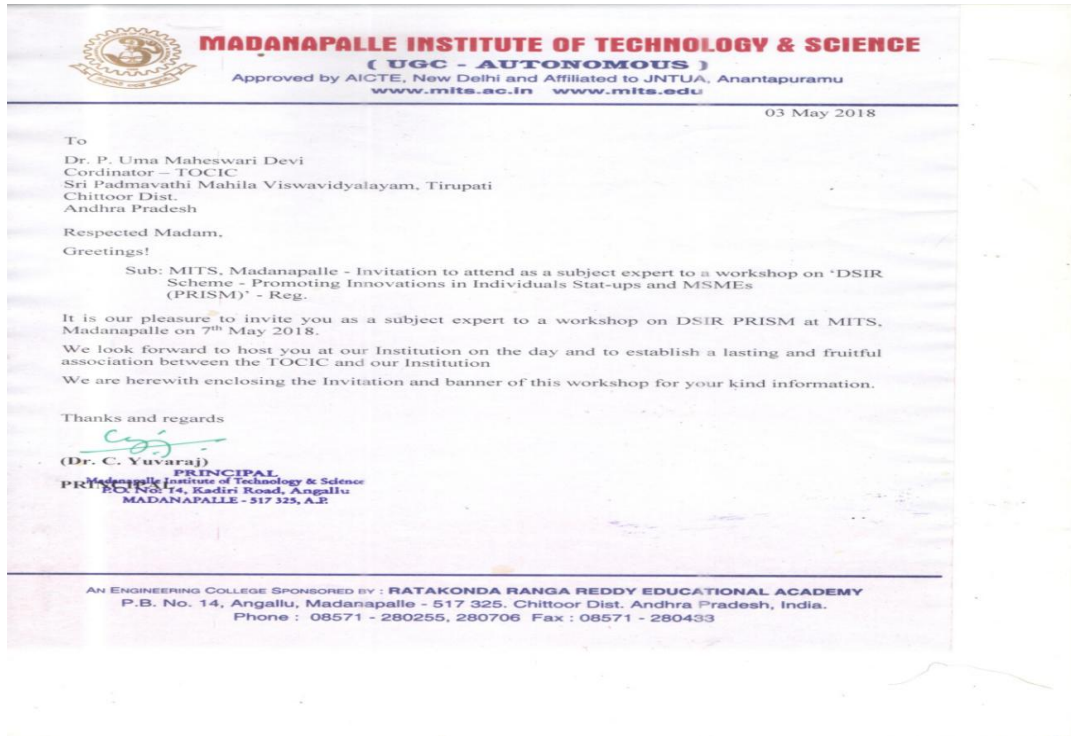 MADANAPALLE INSTITUTE OF TECHNOLOGY & SCIENCE
( UGC - AUTONOMOUS )
Approved by AICTE, New Delhi and Affiliated to JNTUA, Anantapuramu
www.mits.ac.in www.mits.edu
03 May 2018
To
Dr. P. Uma Maheswari Devi
Cordinator – TOCIC
Sri Padmavathi Mahila Viswavidyalayam, Tirupati
Chittoor Dist.
Andhra Pradesh
Respected Madam,
Greetings!
Sub: MITS, Madanapalle - Invitation to attend as a subject expert to a workshop on ‘DSIR
Scheme - Promoting Innovations in Individuals Stat-ups and MSMEs
(PRISM)’ - Reg.
It is our pleasure to invite you as a subject expert to a workshop on DSIR PRISM at MITS,
Madanapalle on 7th May 2018.
We look forward to host you at our Institution on the day and to establish a lasting and fruitful
association between the TOCIC and our Institution
We are herewith enclosing the Invitation and banner of this workshop for your kind information.
Thanks and regards
(Dr. C. Yuvaraj)
PRINCIPAL
Madanapalle Institute of Technology & Science
PRINCIPAL
P.O. No: 14, Kadiri Road, Angallu
MADANAPALLE - 517 325, A.P.
AN ENGINEERING COLLEGE SPONSORED BY : RATAKONDA RANGA REDDY EDUCATIONAL ACADEMY
P.B. No. 14, Angallu, Madanapalle - 517 325. Chittoor Dist. Andhra Pradesh, India.
Phone : 08571 - 280255, 280706 Fax : 08571 - 280433